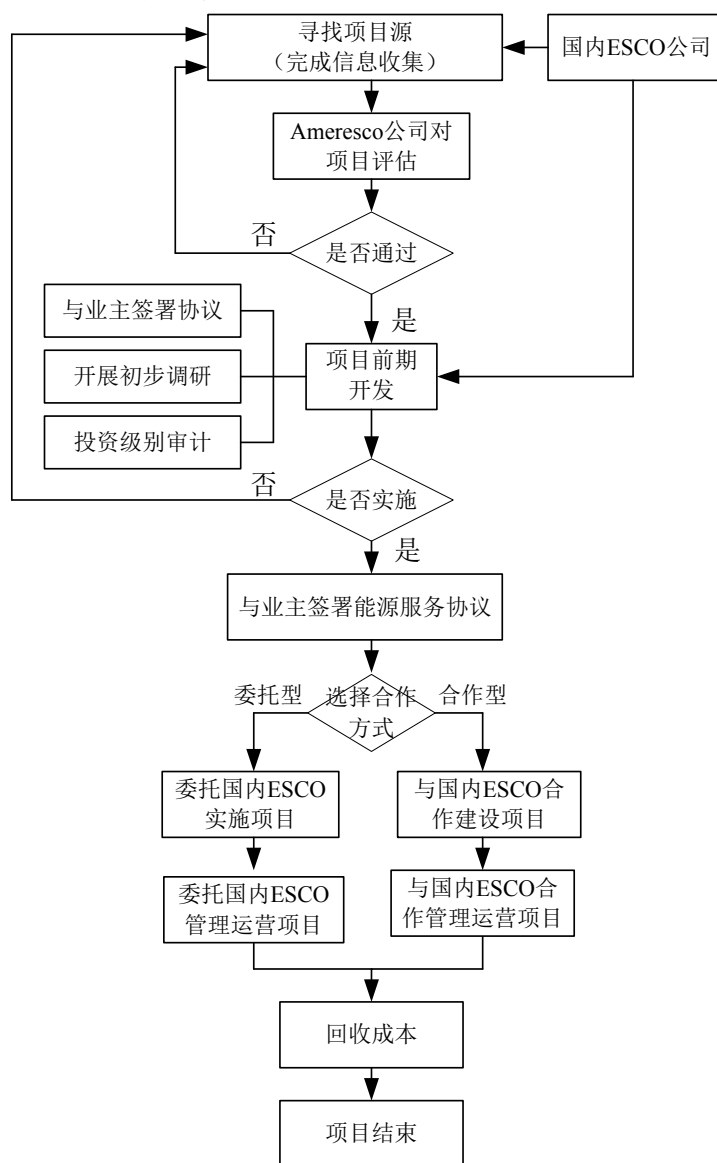 寻找项目源
（完成信息收集）
国内ESCO公司
Ameresco公司对
项目评估
否
是否通过
是
与业主签署协议
项目前期
开发
开展初步调研
投资级别审计
否
是否实施
是
与业主签署能源服务协议
委托型
选择合作
方式
合作型
委托国内ESCO
实施项目
与国内ESCO合
作建设项目
委托国内ESCO
管理运营项目
与国内ESCO合
作管理运营项目
回收成本
项目结束